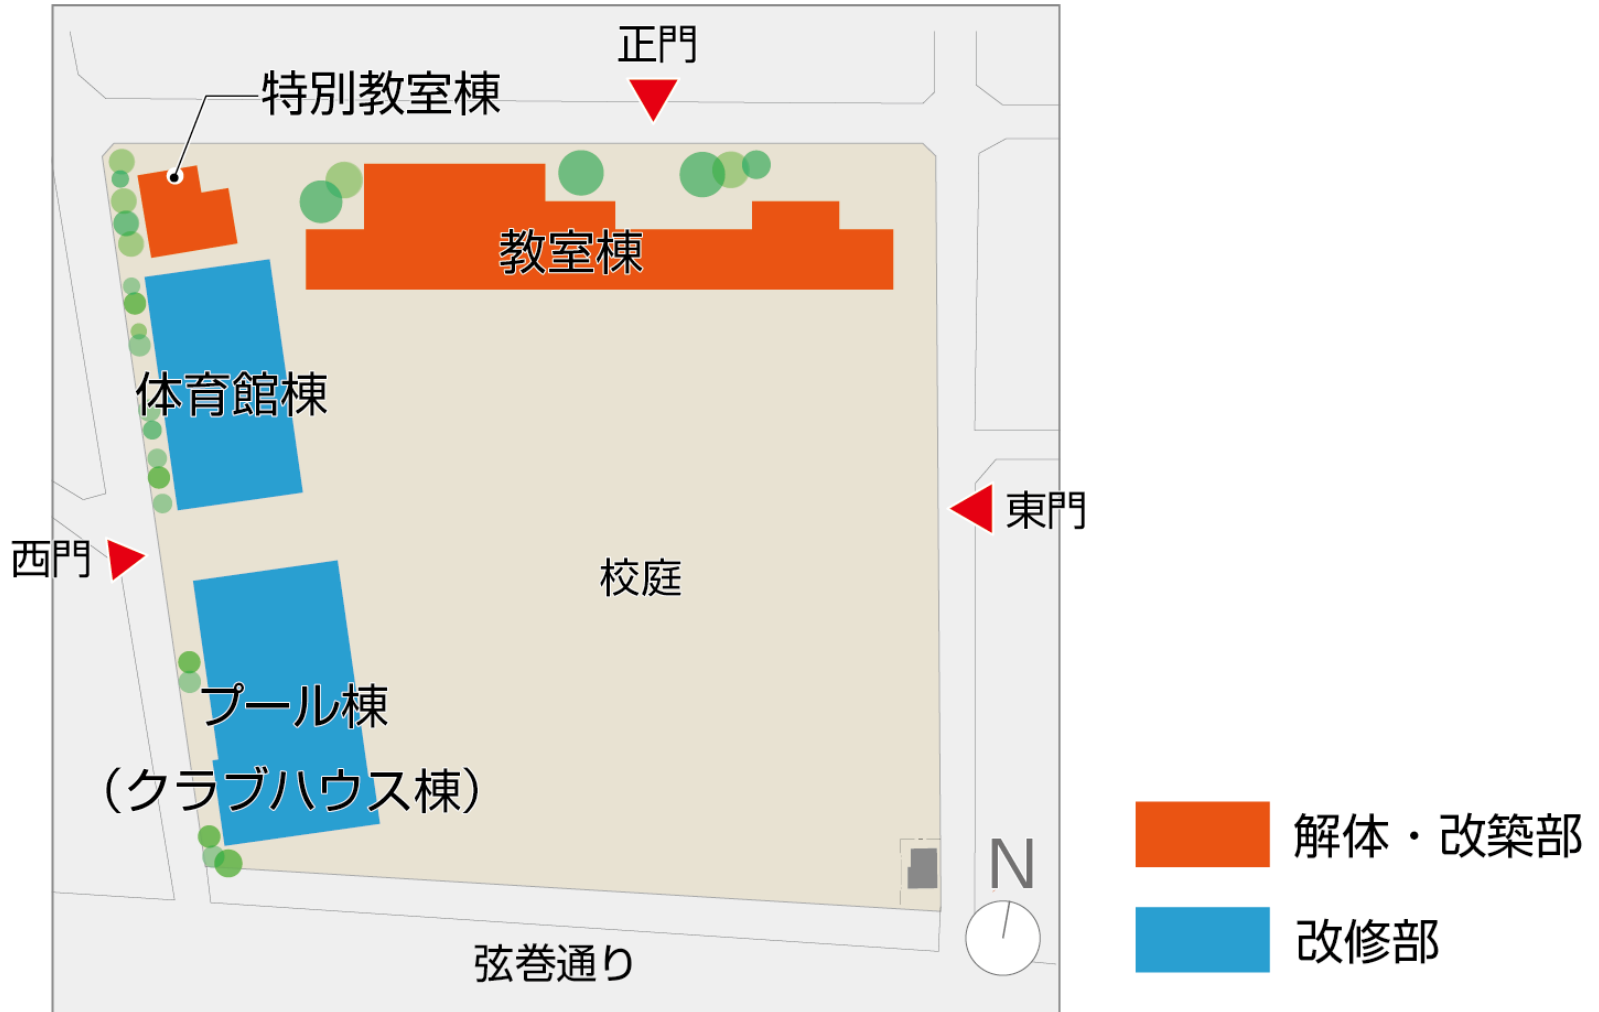 正門
特別教室棟
教室棟
体育館棟
東門
西門
校庭
プール棟
（クラブハウス棟）
N
弦巻通り
解体・改築部
改修部